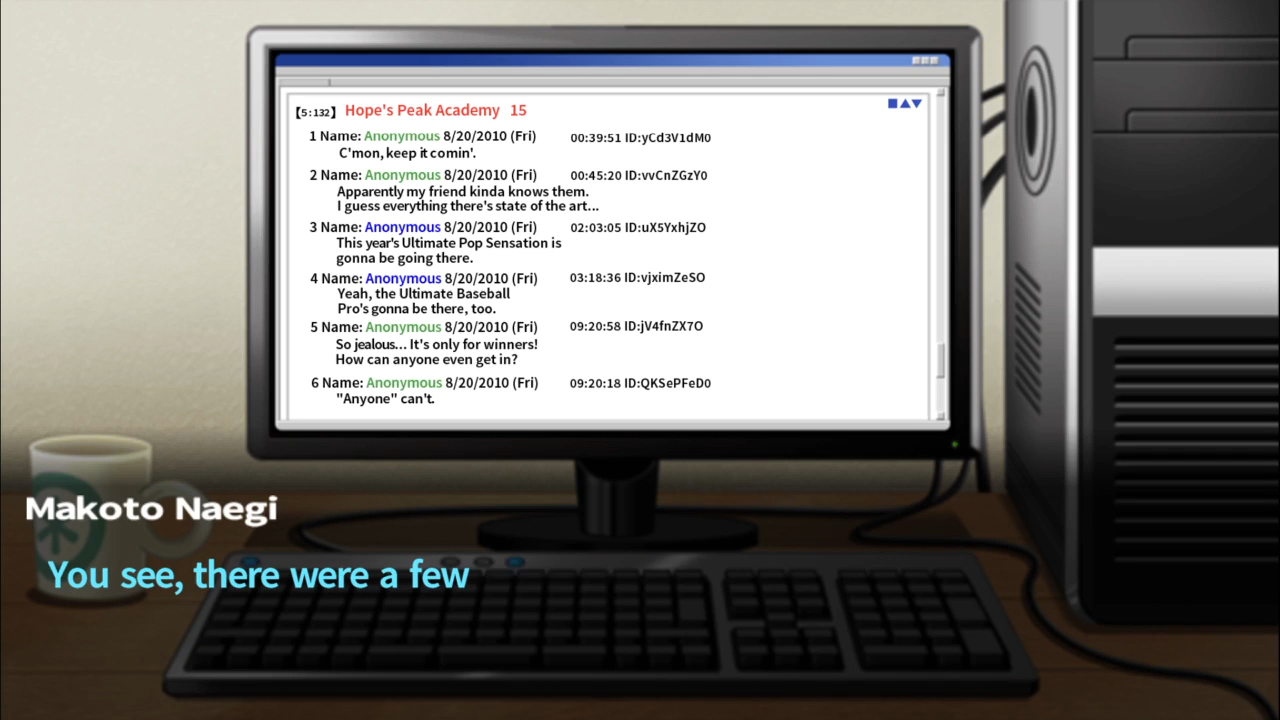 【5:132】 Hope's Peak Academy 15
1 Name: Anonymous 8/20/2010 (Fri) 00:39:51 ID:yCd3V1dM0
C'mon, keep it comin'.
2 Name: Anonymous 8/20/2010 (Fri) 00:45:20 ID:vvCnZGzY0
Apparently my friend kinda knows them.
I guess everything there's state of the art...
3 Name: Anonymous 8/20/2010 (Fri) 02:03:05 ID:uX5YxhjZO
This year's Ultimate Pop Sensation is
gonna be going there.
4 Name: Anonymous 8/20/2010 (Fri) 03:18:36 ID:vjximZeSO
Yeah, the Ultimate Baseball
Pro's gonna be there, too.
5 Name: Anonymous 8/20/2010 (Fri) 09:20:58 ID:jV4fnZX7O
So jealous... It's only for winners!
How can anyone even get in?
6 Name: Anonymous 8/20/2010 (Fri) 09:20:18 ID:QKSePFeD0
"Anyone" can't.
Makoto Naegi
You see, there were a few